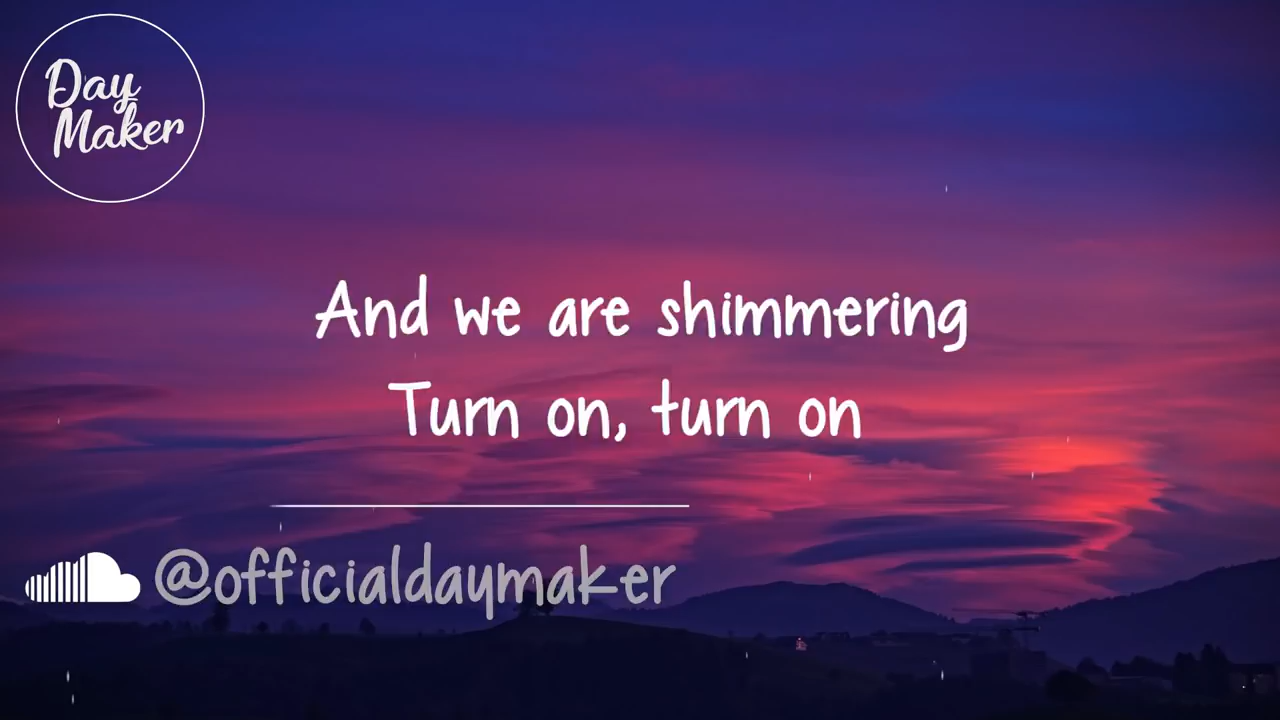 Day
Maker
And we are shimmering
Turn on, turn on
@officialdaymaker